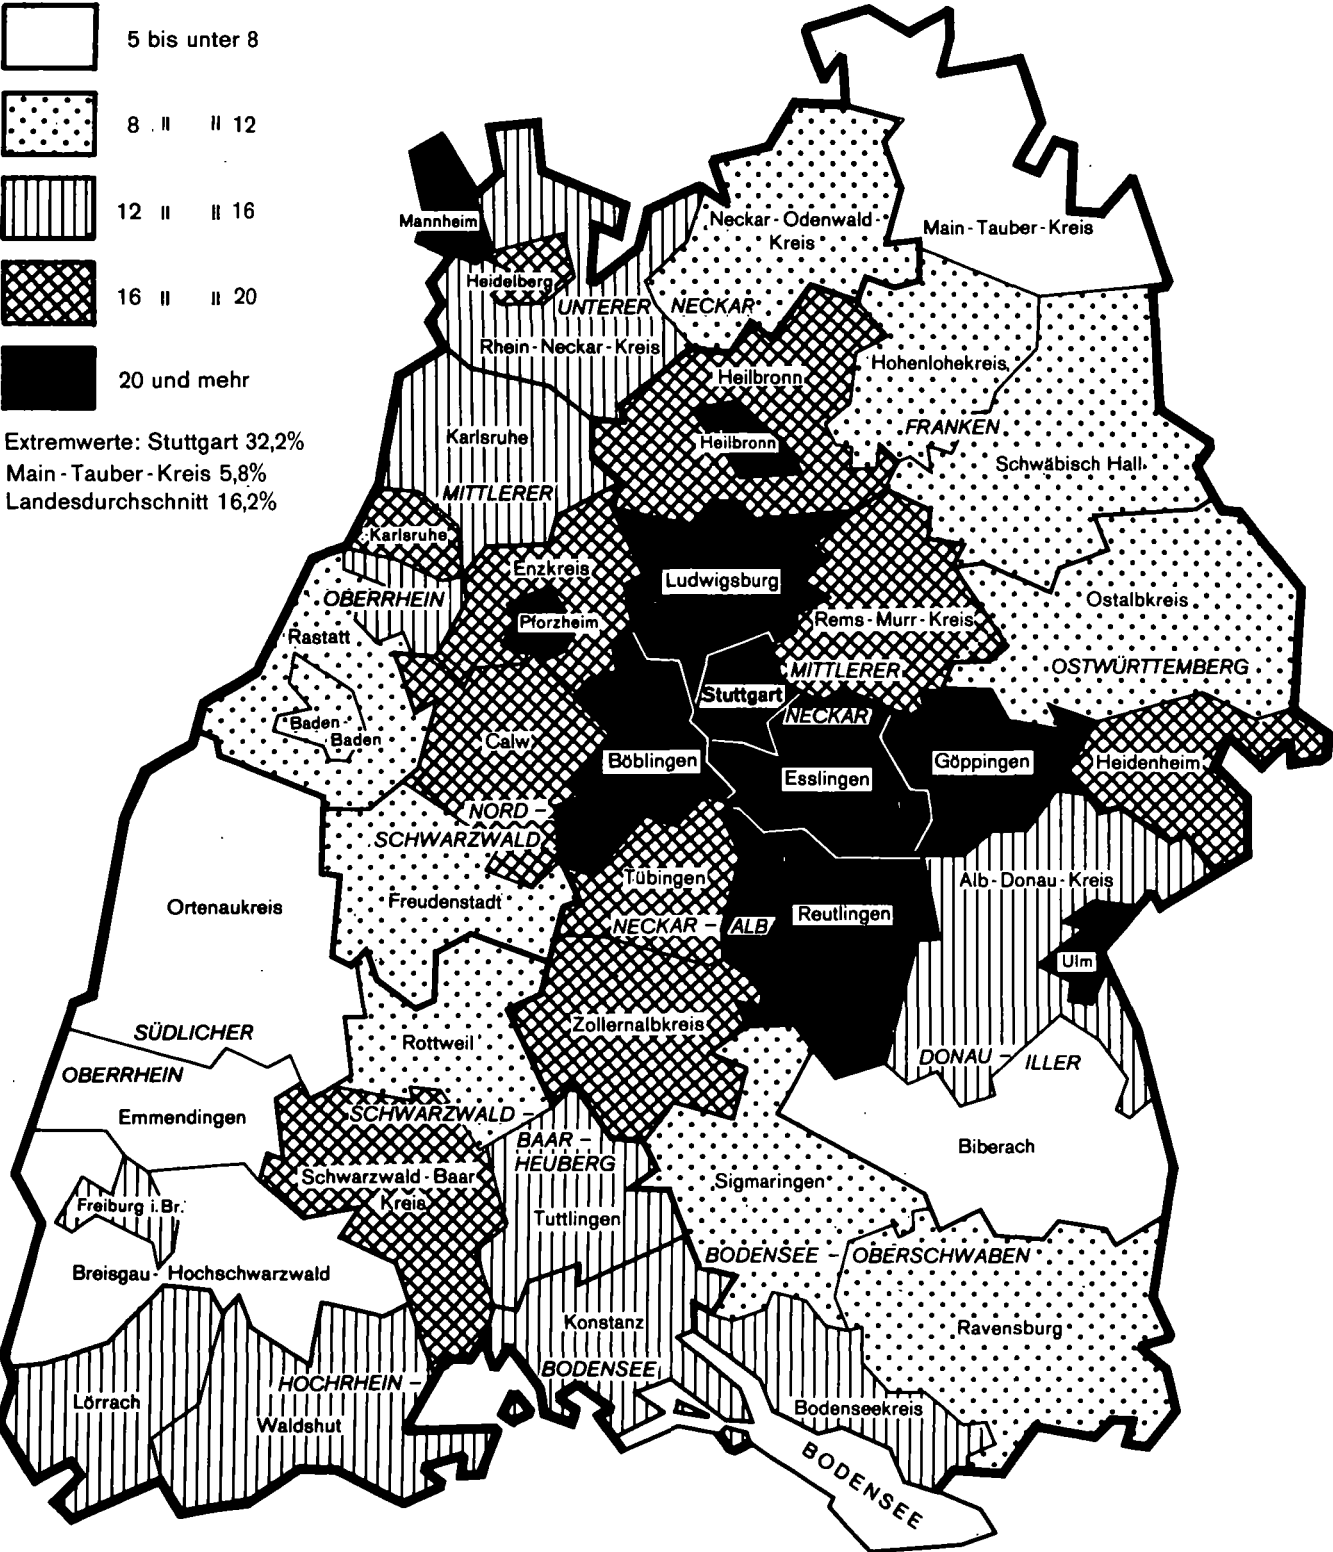 5 bis unter 8
8 " " 12
12 " " 16
16 " " 20
20 und mehr
Extremwerte: Stuttgart 32,2%
Main-Tauber-Kreis 5,8%
Landesdurchschnitt 16,2%
Mannheim
Heidelberg
Neckar-Odenwald-
Kreis
Main-Tauber-Kreis
UNTERER NECKAR
Rhein-Neckar-Kreis
Heilbronn
Hohenlohekreis
Karlsruhe
Heilbronn
FRANKEN
Schwäbisch Hall
MITTLERER
Karlsruhe
Enzkreis
Ludwigsburg
OBERRHEIN
Ostalbkreis
Pforzheim
Rems-Murr-Kreis
Rastatt
MITTLERER
OSTWÜRTTEMBERG
Stuttgart
NECKAR
Baden-
Baden
Calw
Böblingen
Esslingen
Göppingen
Heidenheim
NORD-
SCHWARZWALD
Tübingen
Alb-Donau-Kreis
Ortenaukreis
Freudenstadt
Reutlingen
NECKAR-ALB
Ulm
SÜDLICHER
Zollernalbkreis
Rottweil
DONAU-ILLER
OBERRHEIN
Emmendingen
SCHWARZWALD-
BAAR-
HEUBERG
Biberach
Schwarzwald-Baar
Kreis
Sigmaringen
Freiburg i.Br.
Tuttlingen
BODENSEE-OBERSCHWABEN
Breisgau-Hochschwarzwald
Konstanz
Ravensburg
BODENSEE
HOCHRHEIN-
Lörrach
Waldshut
Bodenseekreis
BODENSEE